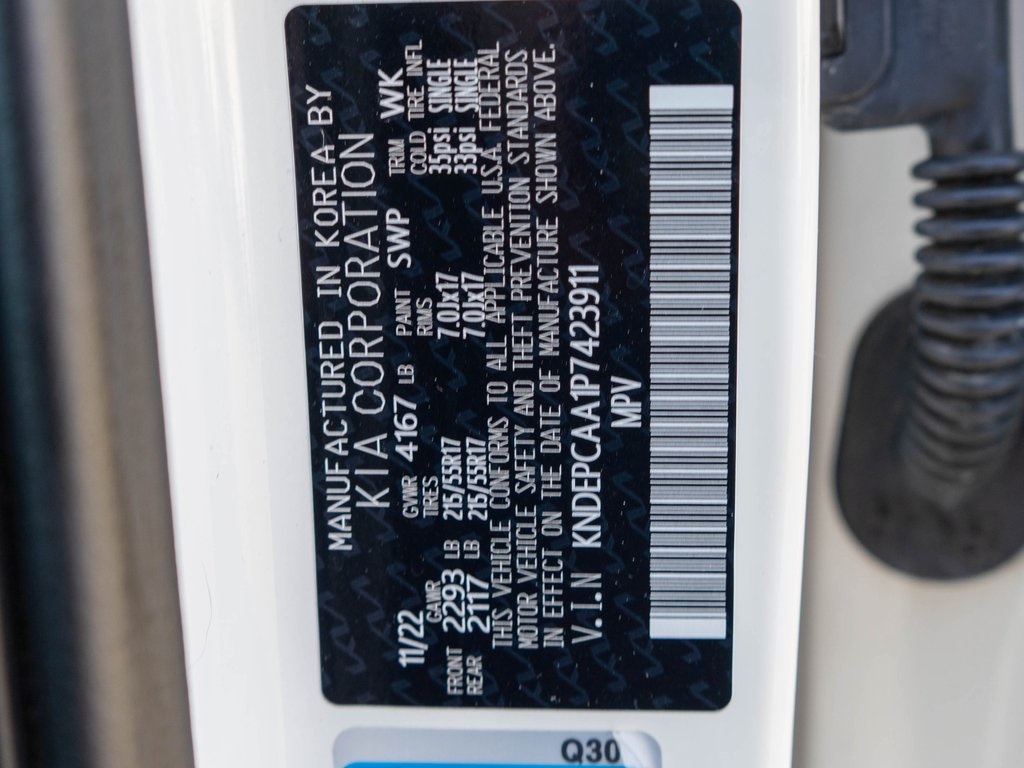 MANUFACTURED IN KOREA BY
KIA CORPORATION
11/22 GVWR 4167 LB PAINT SWP TRIM WK
GAWR TIRES RIMS COLD TIRE INFL
FRONT 2293 LB 215/55R17 7.0Jx17 35psi SINGLE
REAR 2117 LB 215/55R17 7.0Jx17 33psi SINGLE
THIS VEHICLE CONFORMS TO ALL APPLICABLE U.S.A. FEDERAL
MOTOR VEHICLE SAFETY AND THEFT PREVENTION STANDARDS
IN EFFECT ON THE DATE OF MANUFACTURE SHOWN ABOVE.
V.I.N KNDEPCAA1P7423911
MPV
Q30